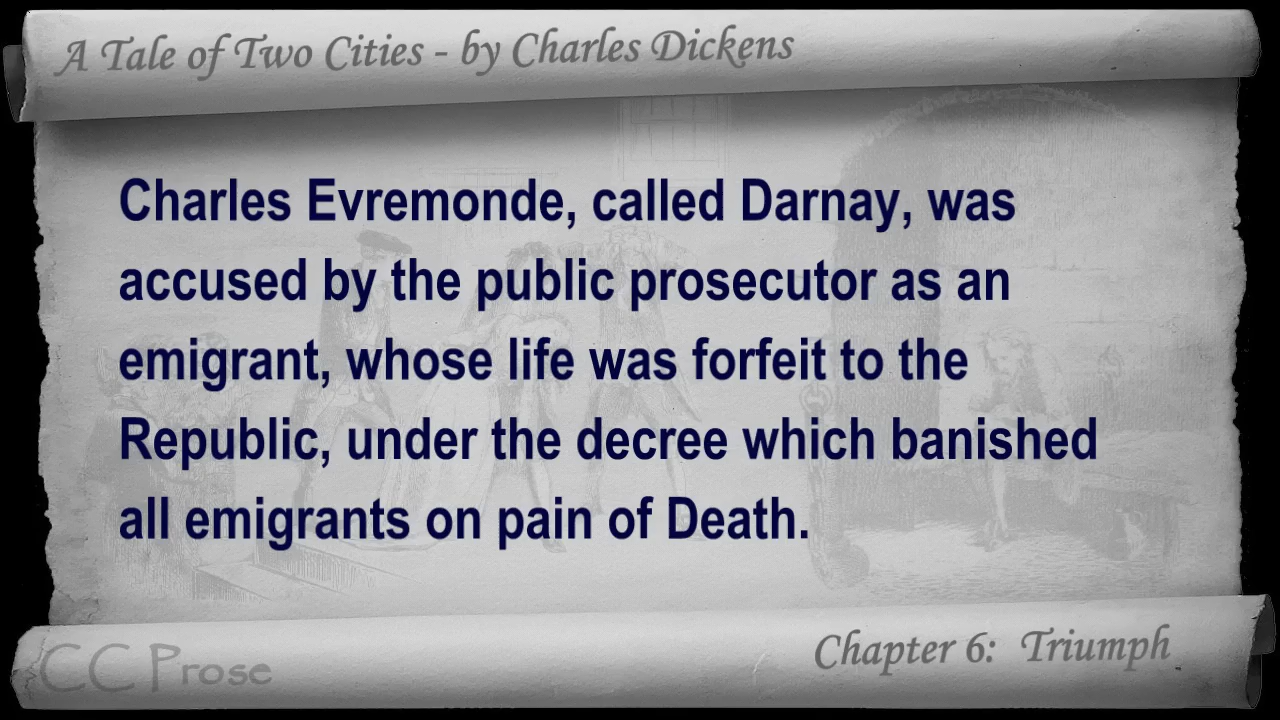 A Tale of Two Cities - by Charles Dickens
Charles Evremonde, called Darnay, was
accused by the public prosecutor as an
emigrant, whose life was forfeit to the
Republic, under the decree which banished
all emigrants on pain of Death.
CC Prose
Chapter 6: Triumph